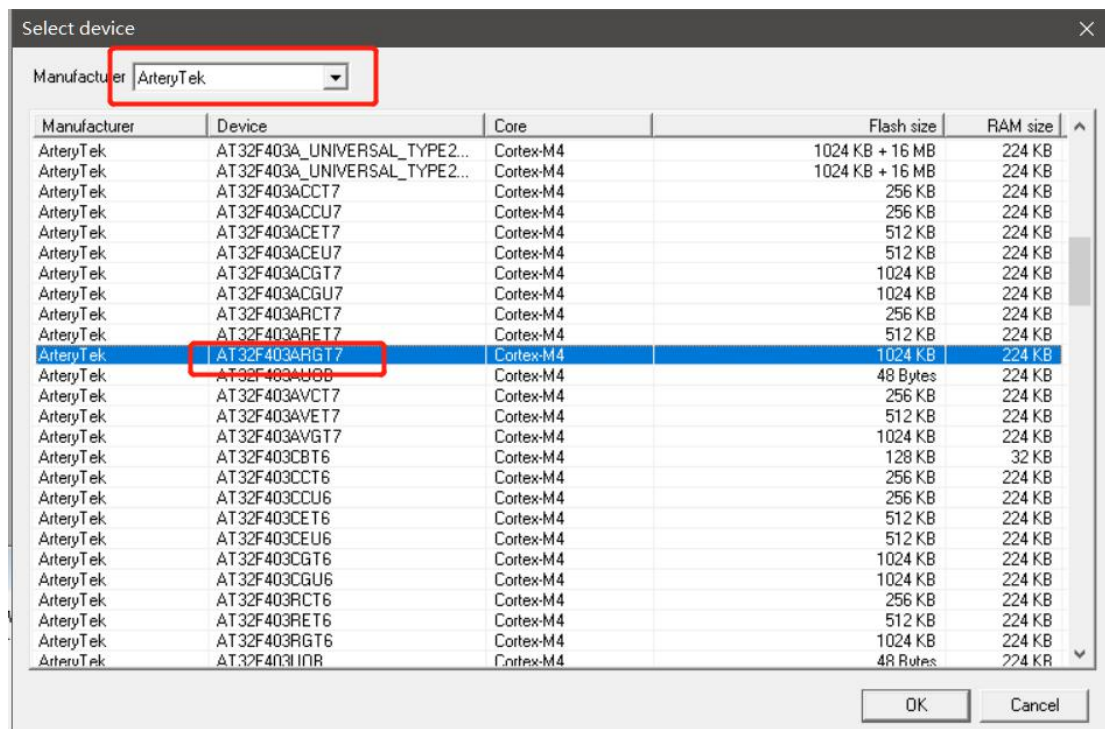 Select device
Manufacturer ArteryTek
Manufacturer Device Core Flash size RAM size
ArteryTek AT32F403A_UNIVERSAL_TYPE2... Cortex-M4 1024 KB + 16 MB 224 KB
ArteryTek AT32F403A_UNIVERSAL_TYPE2... Cortex-M4 1024 KB + 16 MB 224 KB
ArteryTek AT32F403ACCT7 Cortex-M4 256 KB 224 KB
ArteryTek AT32F403ACCU7 Cortex-M4 256 KB 224 KB
ArteryTek AT32F403ACET7 Cortex-M4 512 KB 224 KB
ArteryTek AT32F403ACEU7 Cortex-M4 512 KB 224 KB
ArteryTek AT32F403ACGT7 Cortex-M4 1024 KB 224 KB
ArteryTek AT32F403ACGU7 Cortex-M4 1024 KB 224 KB
ArteryTek AT32F403ARCT7 Cortex-M4 256 KB 224 KB
ArteryTek AT32F403ARET7 Cortex-M4 512 KB 224 KB
ArteryTek AT32F403ARGT7 Cortex-M4 1024 KB 224 KB
ArteryTek AT32F403AUOB Cortex-M4 48 Bytes 224 KB
ArteryTek AT32F403AVCT7 Cortex-M4 256 KB 224 KB
ArteryTek AT32F403AVET7 Cortex-M4 512 KB 224 KB
ArteryTek AT32F403AVGT7 Cortex-M4 1024 KB 224 KB
ArteryTek AT32F403CBT6 Cortex-M4 128 KB 32 KB
ArteryTek AT32F403CCT6 Cortex-M4 256 KB 224 KB
ArteryTek AT32F403CCU6 Cortex-M4 256 KB 224 KB
ArteryTek AT32F403CET6 Cortex-M4 512 KB 224 KB
ArteryTek AT32F403CEU6 Cortex-M4 512 KB 224 KB
ArteryTek AT32F403CGT6 Cortex-M4 1024 KB 224 KB
ArteryTek AT32F403CGU6 Cortex-M4 1024 KB 224 KB
ArteryTek AT32F403RCT6 Cortex-M4 256 KB 224 KB
ArteryTek AT32F403RET6 Cortex-M4 512 KB 224 KB
ArteryTek AT32F403RGT6 Cortex-M4 1024 KB 224 KB
ArteryTek AT32F403UOB Cortex-M4 48 Bytes 224 KB
OK Cancel